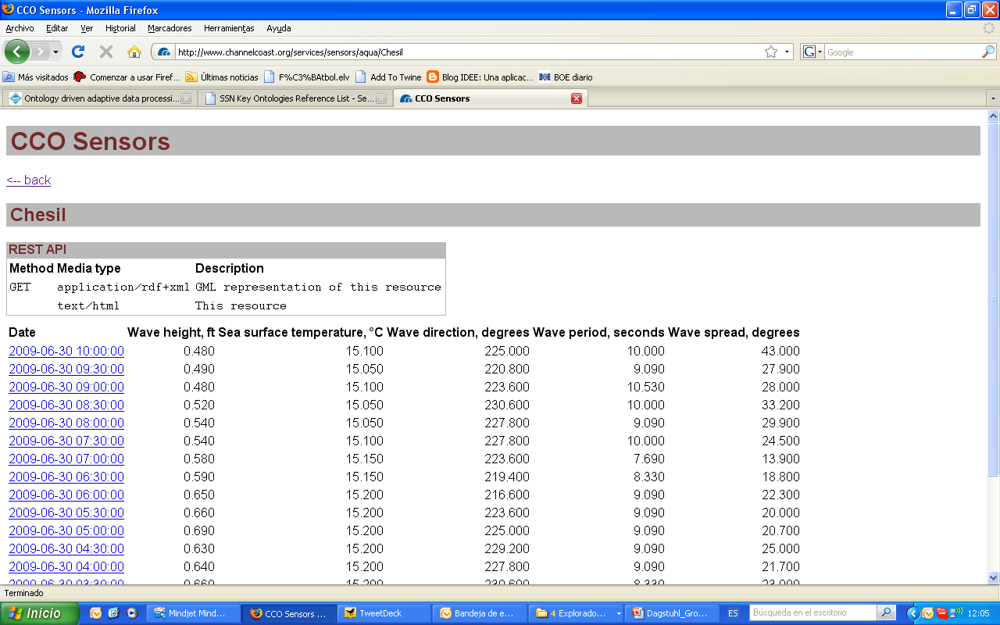 CCO Sensors - Mozilla Firefox
Archivo Editar Ver Historial Marcadores Herramientas Ayuda
http://www.channelcoast.org/services/sensors/aqua/Chesil
Google
Más visitados Comenzar a usar Firef... Últimas noticias F%C3%BAtbol.elv Add To Twine Blog IDEE: Una aplicac... BOE diario
Ontology driven adaptive data processi... SSN Key Ontologies Reference List - Se... CCO Sensors
CCO Sensors
<-- back
Chesil
REST API
Method Media type Description
GET application/rdf+xml GML representation of this resource
text/html This resource
Date Wave height, ft Sea surface temperature, °C Wave direction, degrees Wave period, seconds Wave spread, degrees
2009-06-30 10:00:00 0.480 15.100 225.000 10.000 43.000
2009-06-30 09:30:00 0.490 15.050 220.800 9.090 27.900
2009-06-30 09:00:00 0.480 15.100 223.600 10.530 28.000
2009-06-30 08:30:00 0.520 15.050 230.600 10.000 33.200
2009-06-30 08:00:00 0.540 15.050 227.800 9.090 29.900
2009-06-30 07:30:00 0.540 15.100 227.800 10.000 24.500
2009-06-30 07:00:00 0.580 15.150 223.600 7.690 13.900
2009-06-30 06:30:00 0.590 15.150 219.400 8.330 18.800
2009-06-30 06:00:00 0.650 15.200 216.600 9.090 22.300
2009-06-30 05:30:00 0.660 15.200 223.600 9.090 20.000
2009-06-30 05:00:00 0.690 15.200 225.000 9.090 20.700
2009-06-30 04:30:00 0.630 15.200 229.200 9.090 25.000
2009-06-30 04:00:00 0.640 15.200 227.800 9.090 21.700
2009-06-30 03:30:00 0.660 15.200 230.600 8.330 23.000
Terminado
Inicio Mindjet Mind... CCO Sensors ... TweetDeck Bandeja de e... 4 Explorado... Dagstuhl_Gro... ES Búsqueda en el escritorio 12:05